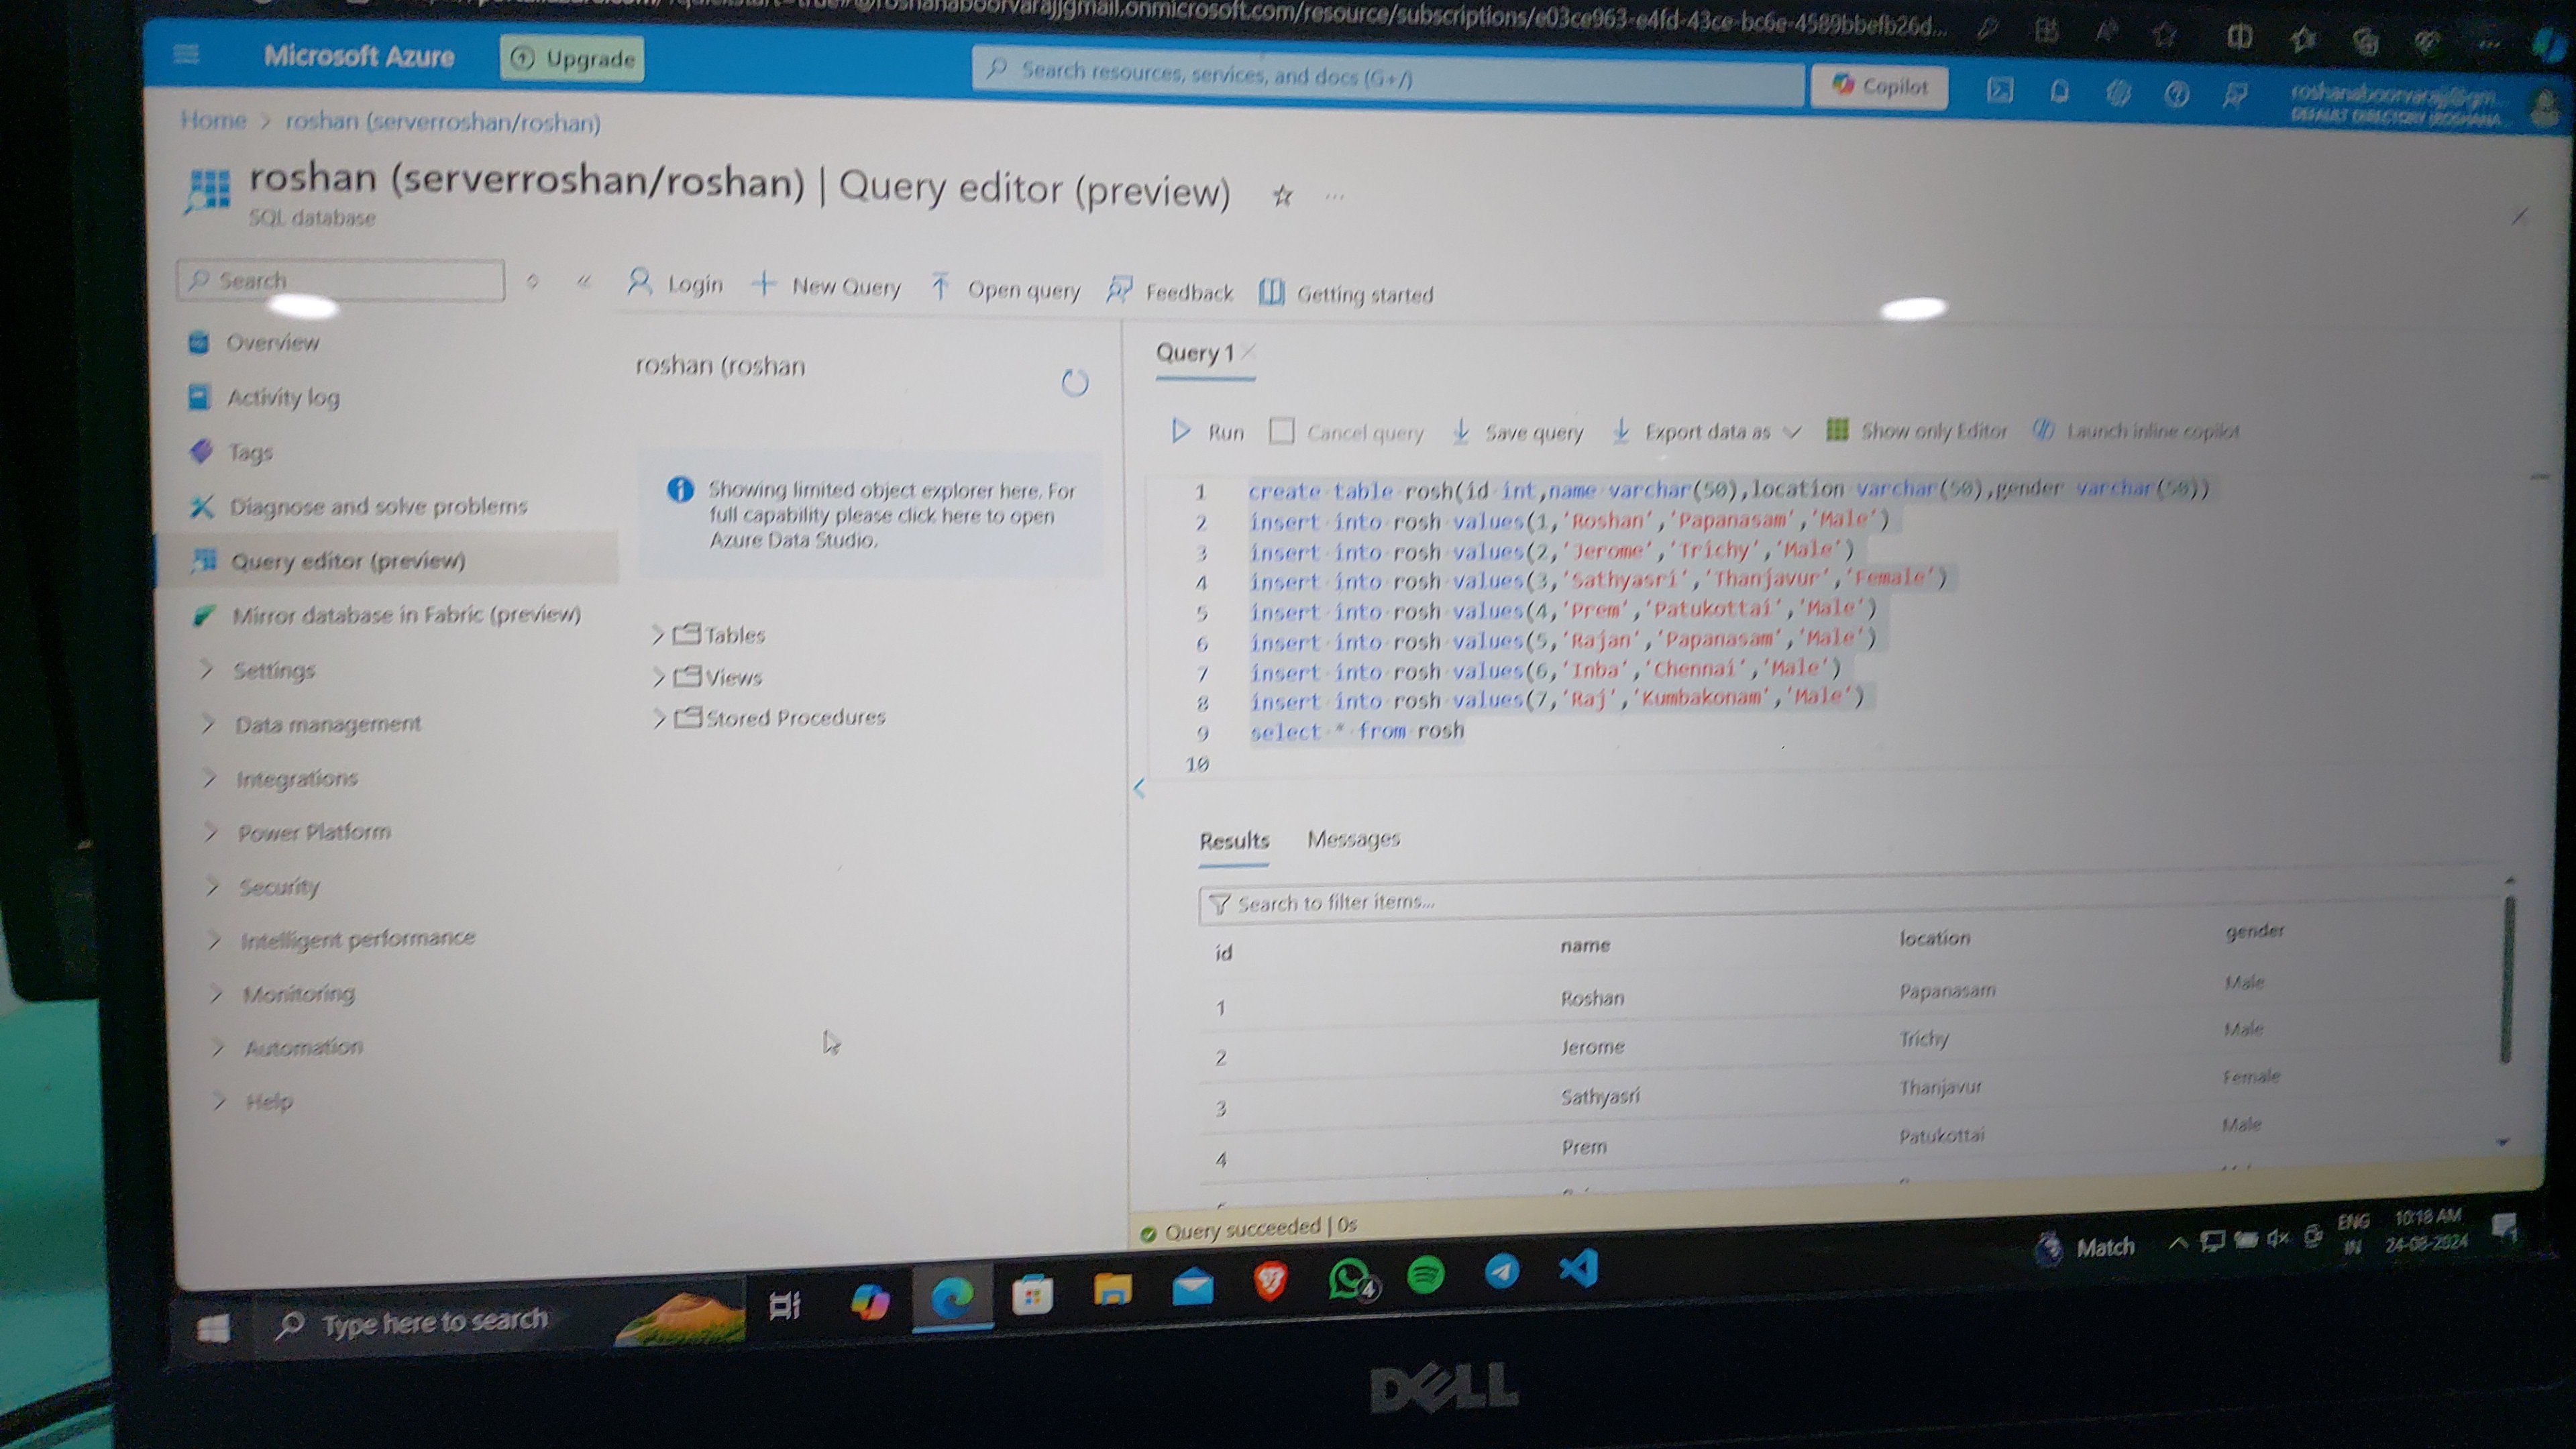 onmicrosoft.com/resource/subscriptions/e03ce963-e4fd-43ce-bc6e-4589bbefb26d...
Microsoft Azure
Upgrade
Search resources, services, and docs (G+/)
Copilot
Home > roshan (serverroshan/roshan)
roshan (serverroshan/roshan) | Query editor (preview)
SQL database
Search
Login
New Query
Open query
Feedback
Getting started
Overview
Activity log
Tags
Diagnose and solve problems
Query editor (preview)
Mirror database in Fabric (preview)
Settings
Data management
Integrations
Power Platform
Security
Intelligent performance
Monitoring
Automation
Help
roshan (roshan
Showing limited object explorer here. For
full capability please click here to open
Azure Data Studio.
Tables
Views
Stored Procedures
Query 1
Run
Cancel query
Save query
Export data as
Show only Editor
Launch inline copilot
1 create table rosh(id int,name varchar(50),location varchar(50),gender varchar(50))
2 insert into rosh values(1,'Roshan','Papanasam','Male')
3 insert into rosh values(2,'Jerome','Trichy','Male')
4 insert into rosh values(3,'Sathyasri','Thanjavur','Female')
5 insert into rosh values(4,'Prem','Patukottai','Male')
6 insert into rosh values(5,'Rajan','Papanasam','Male')
7 insert into rosh values(6,'Inba','Chennai','Male')
8 insert into rosh values(7,'Raj','Kumbakonam','Male')
9 select * from rosh
10
Results Messages
Search to filter items...
id name location gender
1 Roshan Papanasam Male
2 Jerome Trichy Male
3 Sathyasri Thanjavur Female
4 Prem Patukottai Male
Query succeeded | 0s
Type here to search
4
Match
ENG
IN
10:18 AM
24-08-2024
DELL